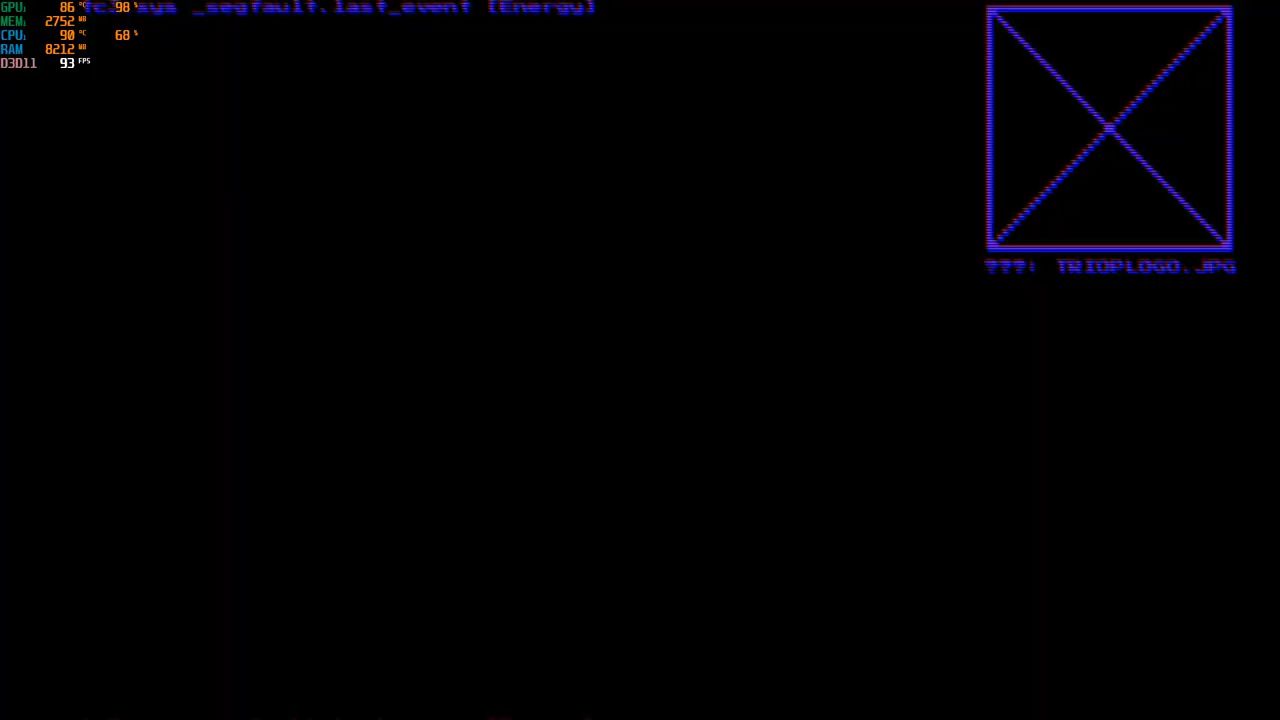 GPU: 86 °C 98 %
sys _segfault.last_event [Energy]
MEM: 2752 MB
CPU: 90 °C 68 %
RAM 8212 MB
D3D11 93 FPS
???: TRIOPLOGO.JPG